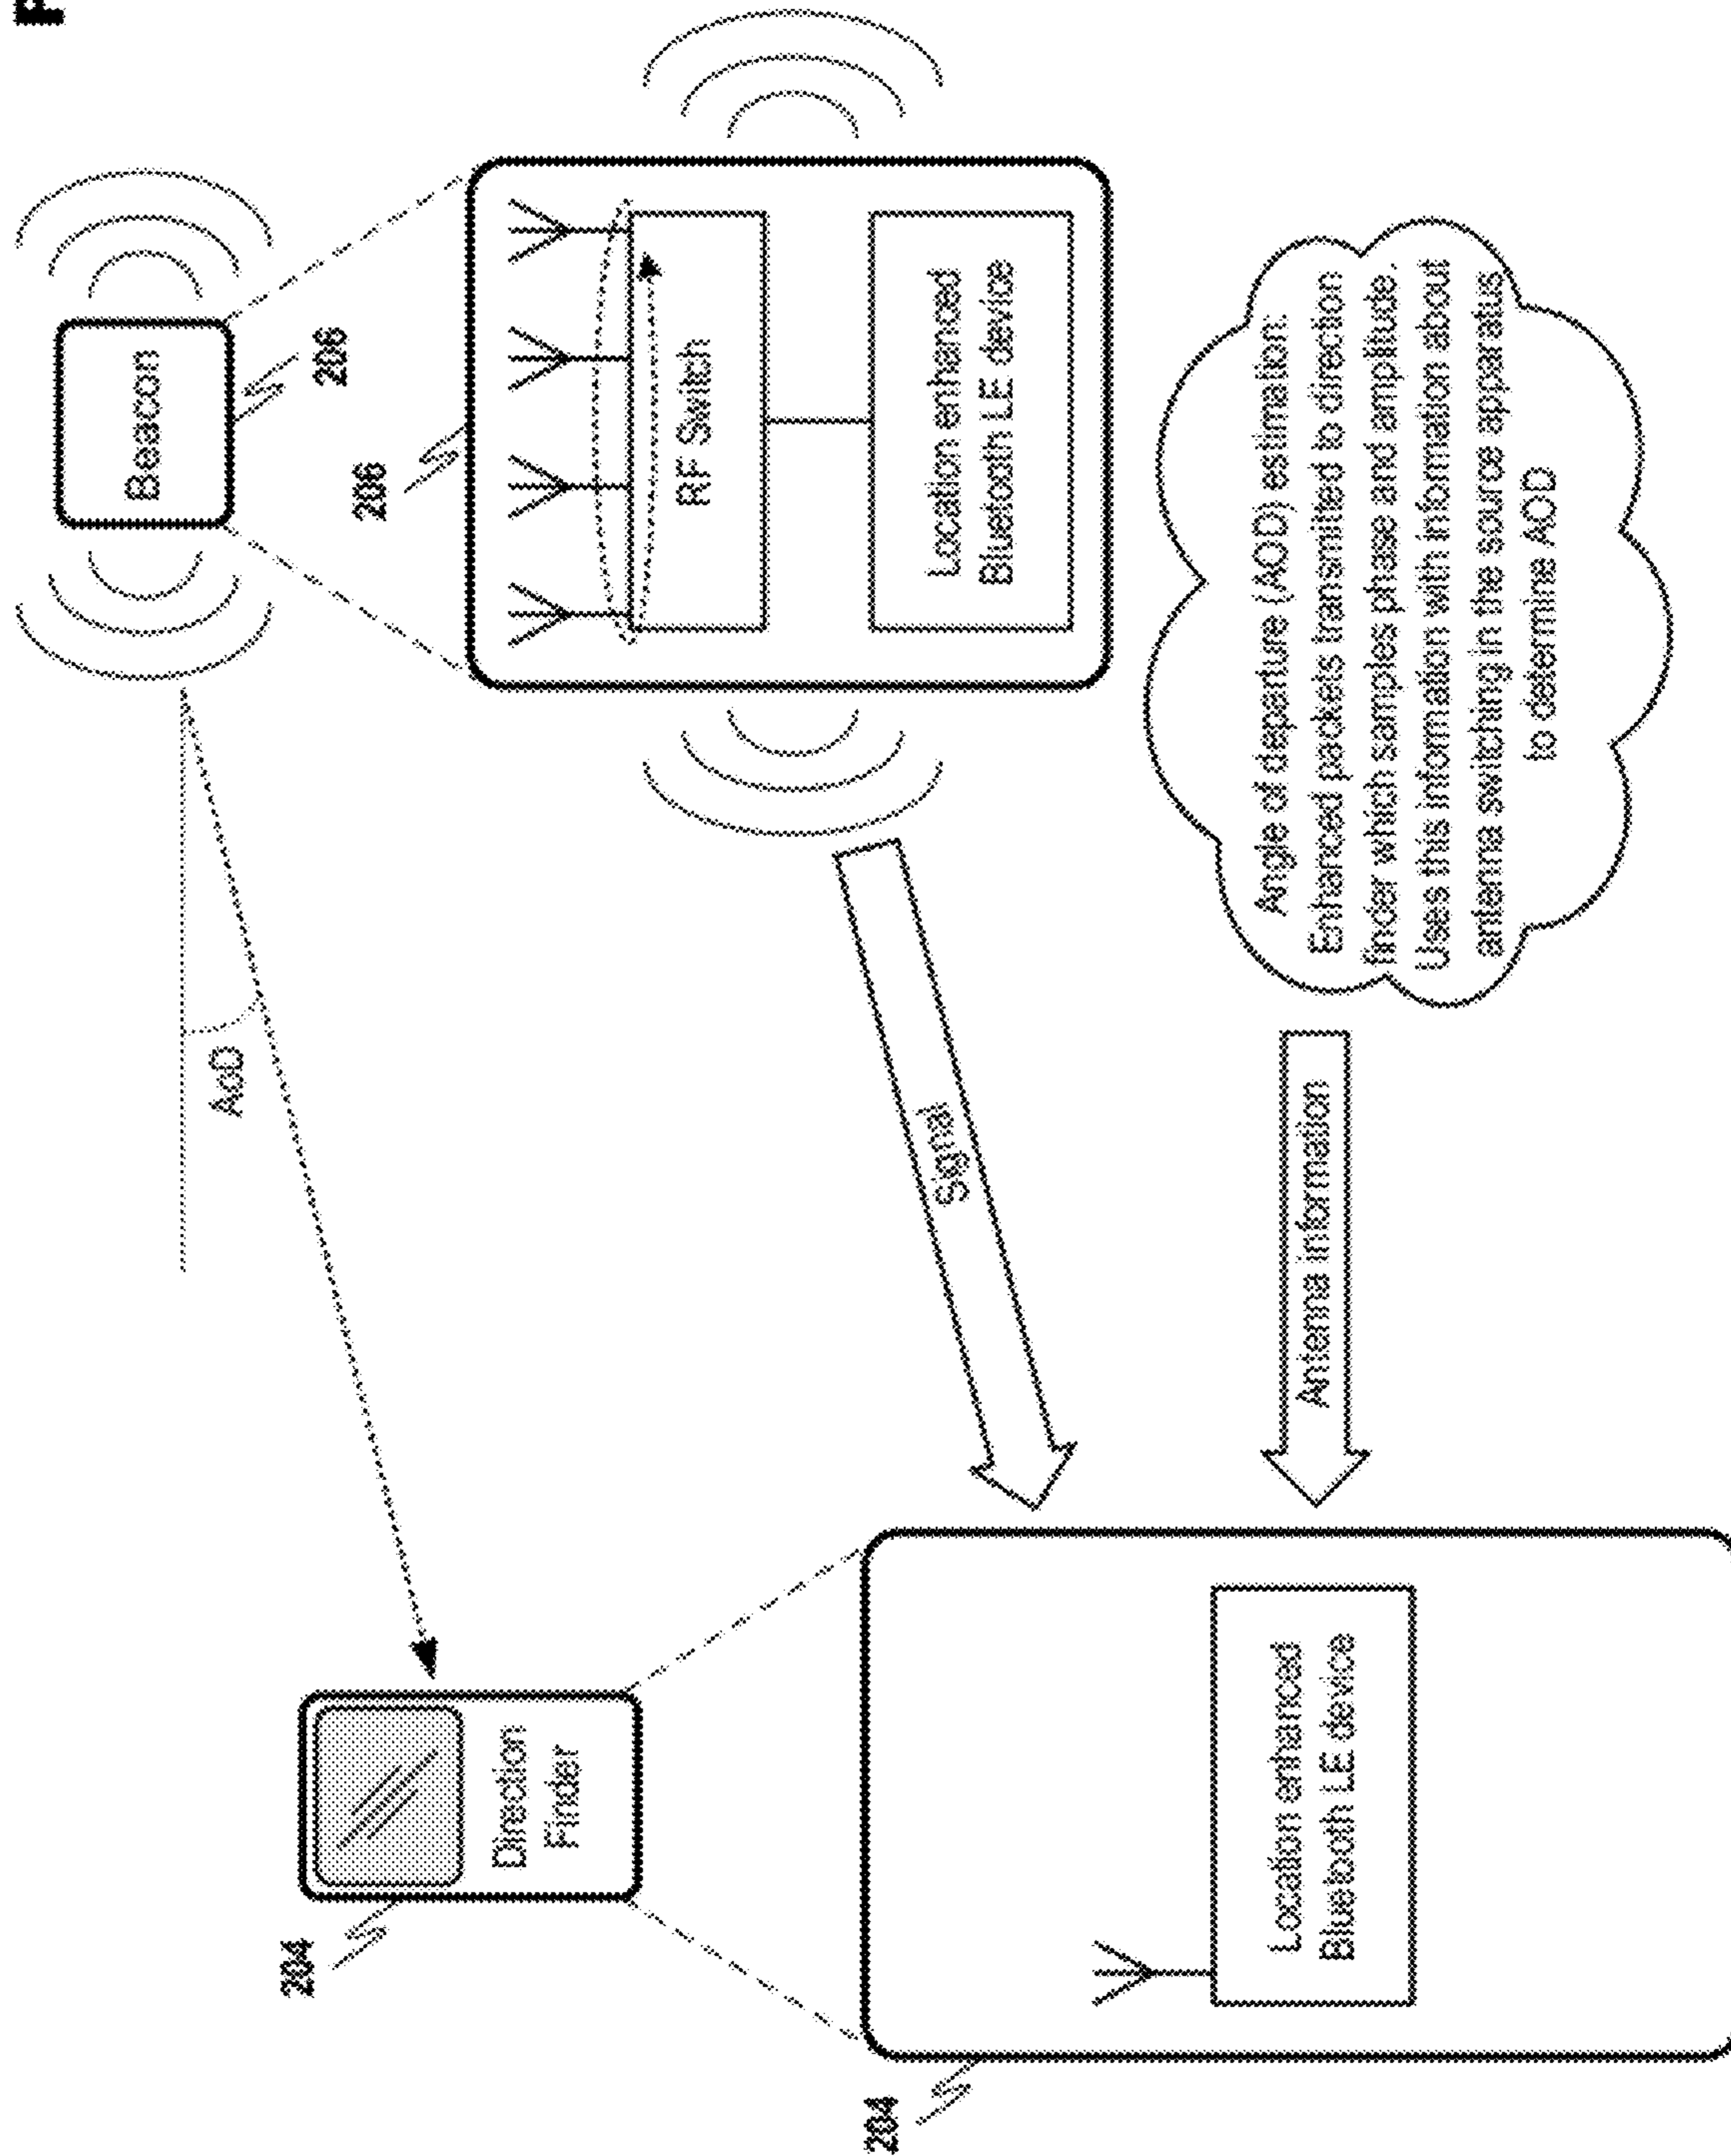 F
Beacon
206
206
RF Switch
Location enhanced
Bluetooth LE device
AoD
204
Direction
Finder
Signal
Antenna information
Angle of departure (AOD) estimation:
Enhanced packets transmitted to direction
finder which samples phase and amplitude.
Uses this information with information about
antenna switching in the source apparatus
to determine AOD
204
Location enhanced
Bluetooth LE device